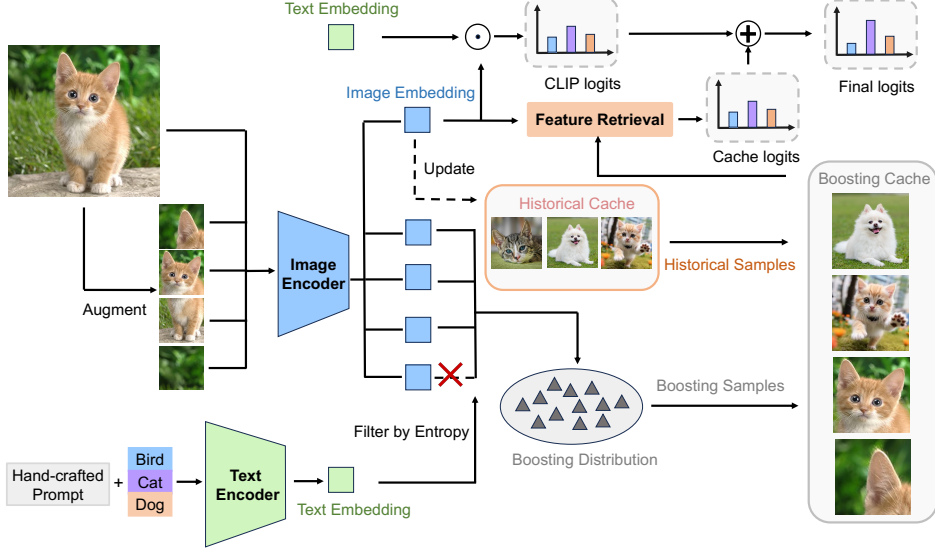 Text Embedding
CLIP logits
Final logits
Image Embedding
Feature Retrieval
Cache logits
Update
Boosting Cache
Historical Cache
Historical Samples
Image
Encoder
Augment
Boosting Samples
Filter by Entropy
Boosting Distribution
Hand-crafted
Prompt
+
Bird
Cat
Dog
Text
Encoder
Text Embedding